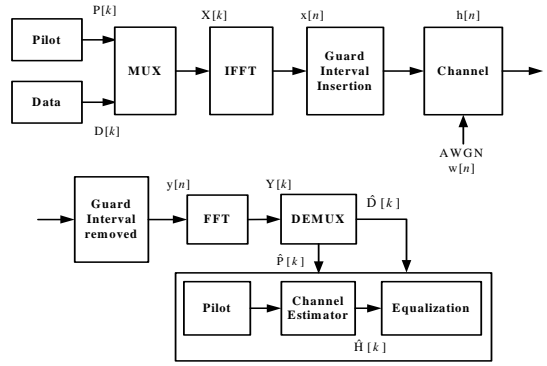 P[k]
X[k]
x[n]
h[n]
Pilot
Data
MUX
IFFT
Guard
Interval
Insertion
Channel
D[k]
AWGN
w[n]
Guard
Interval
removed
y[n]
FFT
Y[k]
DEMUX
D̂[k]
P̂[k]
Pilot
Channel
Estimator
Equalization
Ĥ[k]